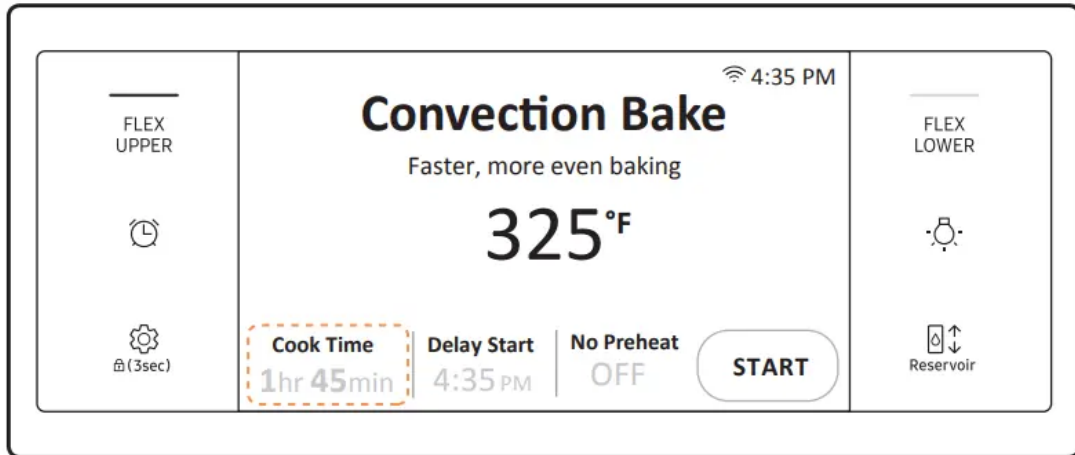 4:35 PM
FLEX
UPPER
(3sec)
Convection Bake
Faster, more even baking
325°F
Cook Time
1hr 45min
Delay Start
4:35 PM
No Preheat
OFF
START
FLEX
LOWER
Reservoir